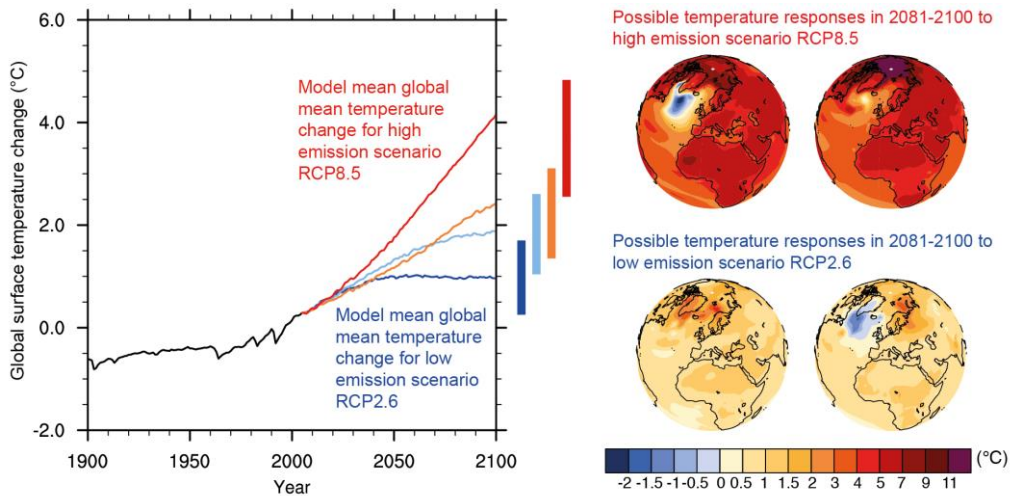 6.0
4.0
2.0
0.0
-2.0
Global surface temperature change (°C)
1900
1950
2000
2050
2100
Year
Model mean global
mean temperature
change for high
emission scenario
RCP8.5
Model mean global
mean temperature
change for low
emission scenario
RCP2.6
Possible temperature responses in 2081-2100 to
high emission scenario RCP8.5
Possible temperature responses in 2081-2100 to
low emission scenario RCP2.6
-2 -1.5 -1 -0.5 0 0.5 1 1.5 2 3 4 5 7 9 11 (°C)